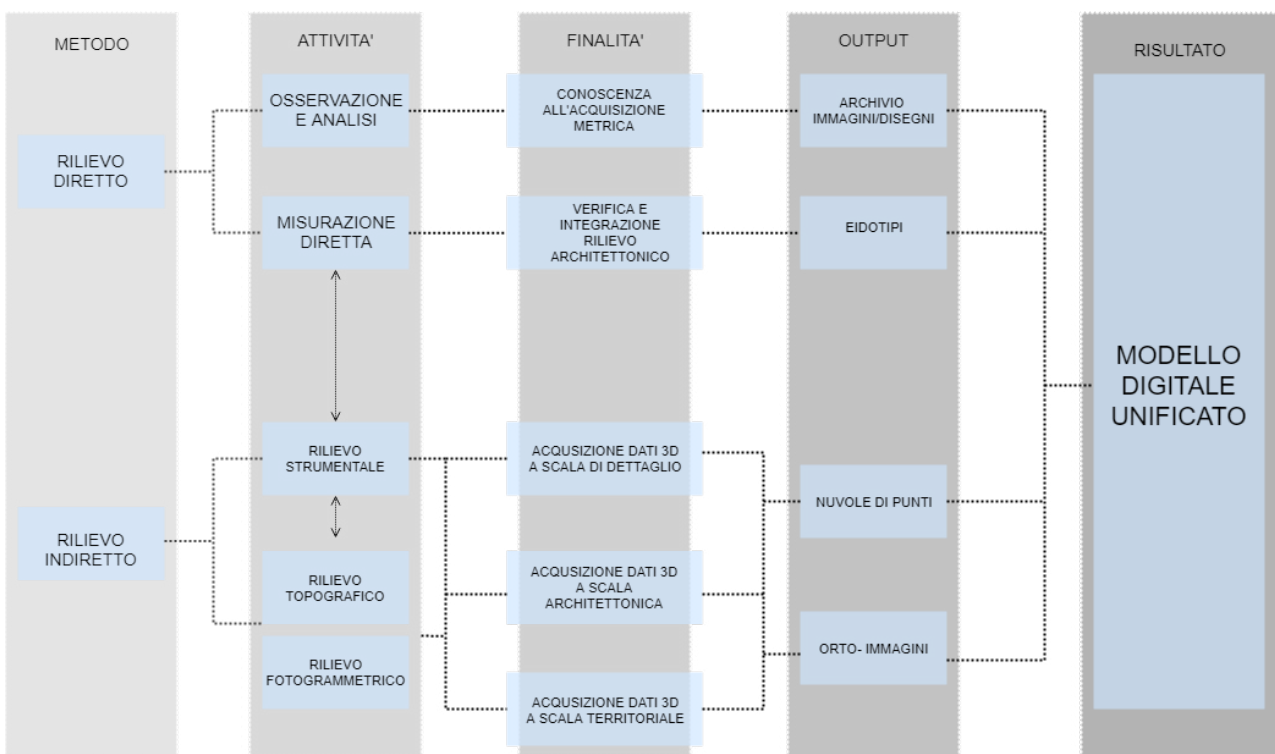 METODO
RILIEVO
DIRETTO
RILIEVO
INDIRETTO
ATTIVITA'
OSSERVAZIONE
E ANALISI
MISURAZIONE
DIRETTA
RILIEVO
STRUMENTALE
RILIEVO
TOPOGRAFICO
RILIEVO
FOTOGRAMMETRICO
FINALITA'
CONOSCENZA
ALL'ACQUISIZIONE
METRICA
VERIFICA E
INTEGRAZIONE
RILIEVO
ARCHITETTONICO
ACQUSIZIONE DATI 3D
A SCALA DI DETTAGLIO
ACQUSIZIONE DATI 3D
A SCALA
ARCHITETTONICA
ACQUSIZIONE DATI 3D
A SCALA TERRITORIALE
OUTPUT
ARCHIVIO
IMMAGINI/DISEGNI
EIDOTIPI
NUVOLE DI PUNTI
ORTO- IMMAGINI
RISULTATO
MODELLO
DIGITALE
UNIFICATO